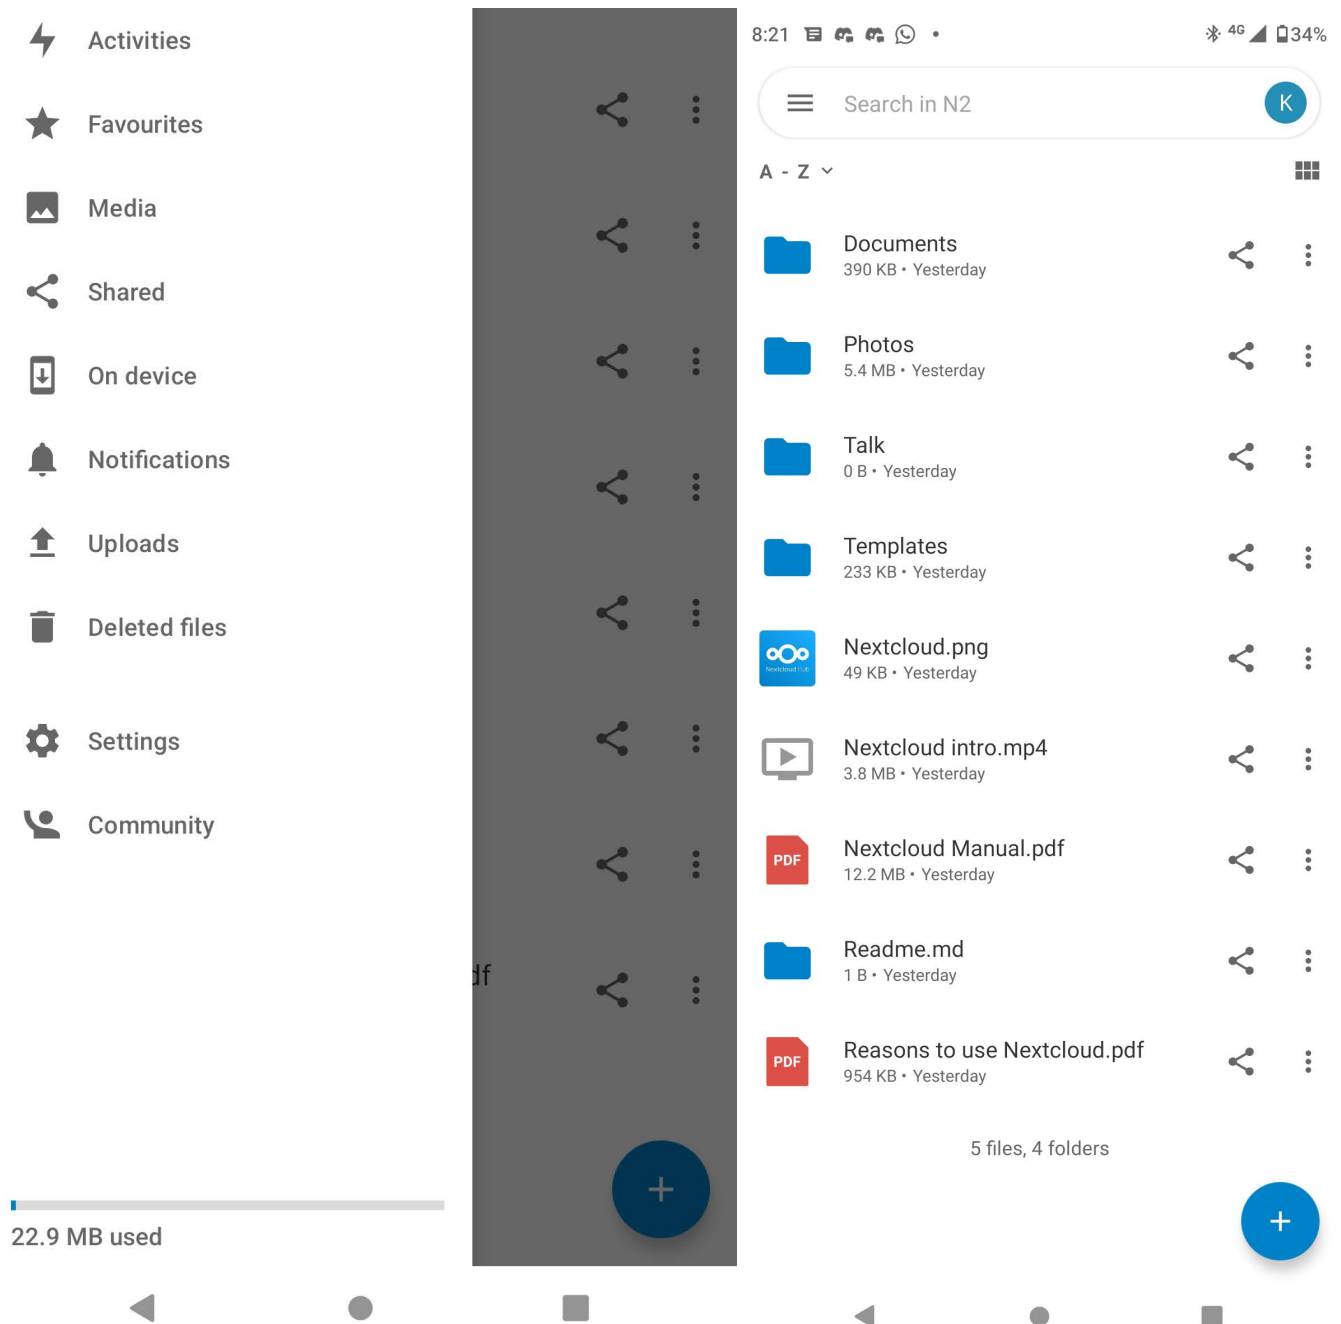 Activities
Favourites
Media
Shared
On device
Notifications
Uploads
Deleted files
Settings
Community
22.9 MB used
df
8:21
4G 34%
Search in N2
K
A - Z
Documents
390 KB • Yesterday
Photos
5.4 MB • Yesterday
Talk
0 B • Yesterday
Templates
233 KB • Yesterday
Nextcloud Hub
Nextcloud.png
49 KB • Yesterday
Nextcloud intro.mp4
3.8 MB • Yesterday
PDF
Nextcloud Manual.pdf
12.2 MB • Yesterday
Readme.md
1 B • Yesterday
PDF
Reasons to use Nextcloud.pdf
954 KB • Yesterday
5 files, 4 folders